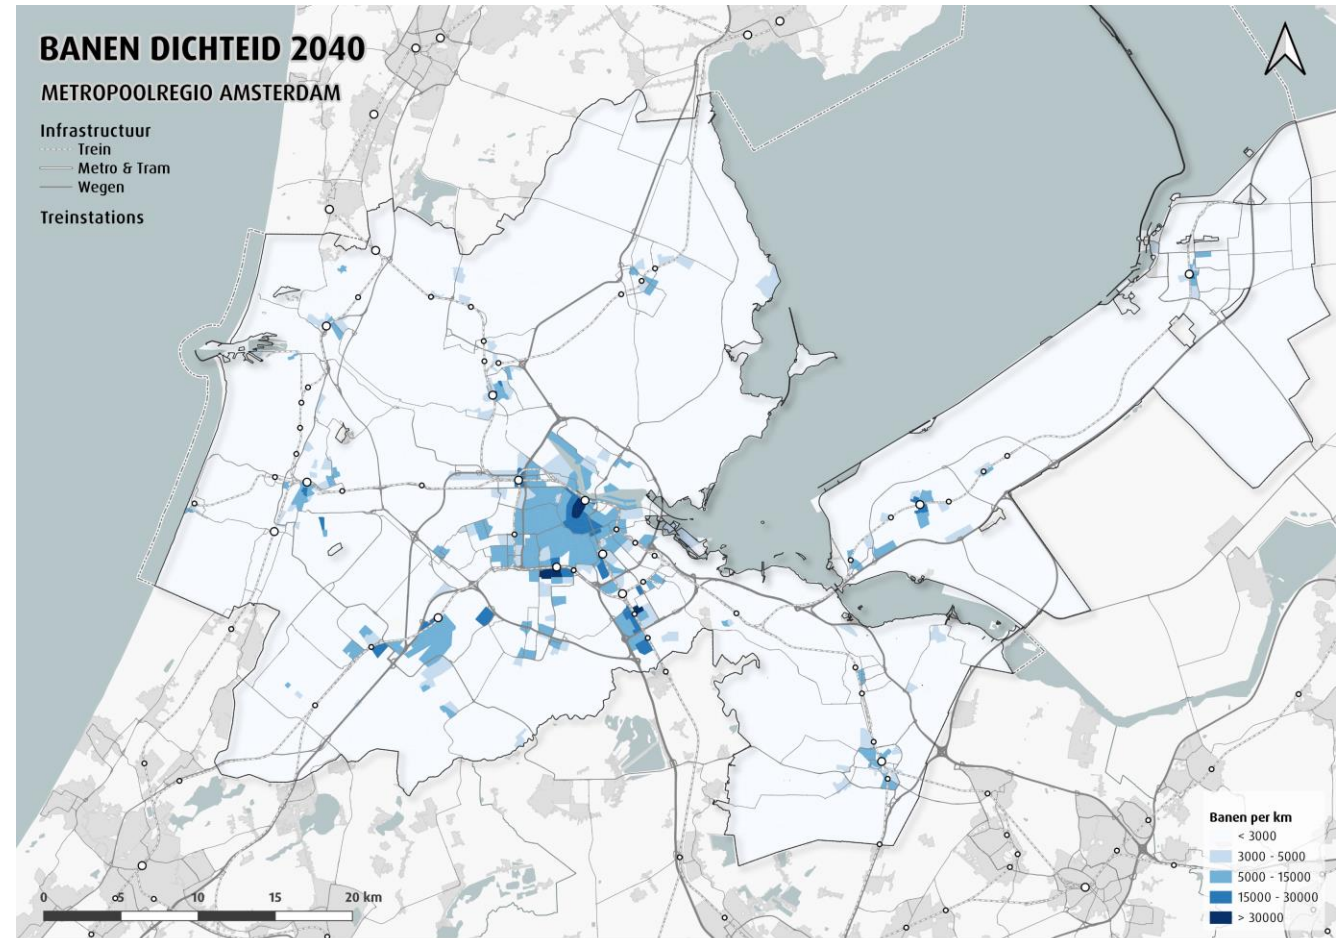 BANEN DICHTEID 2040
METROPOOLREGIO AMSTERDAM
Infrastructuur
Trein
Metro & Tram
Wegen
Treinstations
Banen per km
< 3000
3000 - 5000
5000 - 15000
15000 - 30000
> 30000
0 5 10 15 20 km